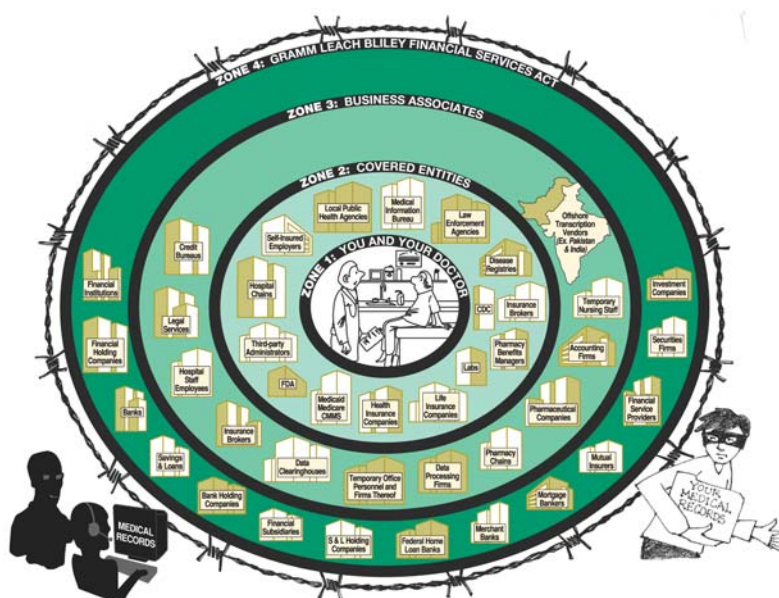 ZONE 4: GRAMM LEACH BLILEY FINANCIAL SERVICES ACT
ZONE 3: BUSINESS ASSOCIATES
ZONE 2: COVERED ENTITIES
ZONE 1: YOU AND YOUR DOCTOR
Local Public
Health Agencies
Medical
Information
Bureau
Law
Enforcement
Agencies
Self-Insured
Employers
Disease
Registries
Hospital
Chains
CDC
Insurance
Brokers
Third-party
Administrators
Pharmacy
Benefits
Managers
FDA
Labs
Medicaid
Medicare
CMMS
Health
Insurance
Companies
Life
Insurance
Companies
Credit
Bureaus
Offshore
Transcription
Vendors
(Ex. Pakistan
& India)
Legal
Services
Temporary
Nursing Staff
Hospital
Staff
Employees
Accounting
Firms
Insurance
Brokers
Pharmaceutical
Companies
Data
Clearinghouses
Temporary Office
Personnel and
Firms Thereof
Data
Processing
Firms
Pharmacy
Chains
Financial
Institutions
Investment
Companies
Financial
Holding
Companies
Securities
Firms
Banks
Financial
Service
Providers
Savings
& Loans
Mutual
Insurers
Bank Holding
Companies
Mortgage
Bankers
Financial
Subsidiaries
S & L Holding
Companies
Federal Home
Loan Banks
Merchant
Banks
MEDICAL
RECORDS
YOUR
MEDICAL
RECORDS